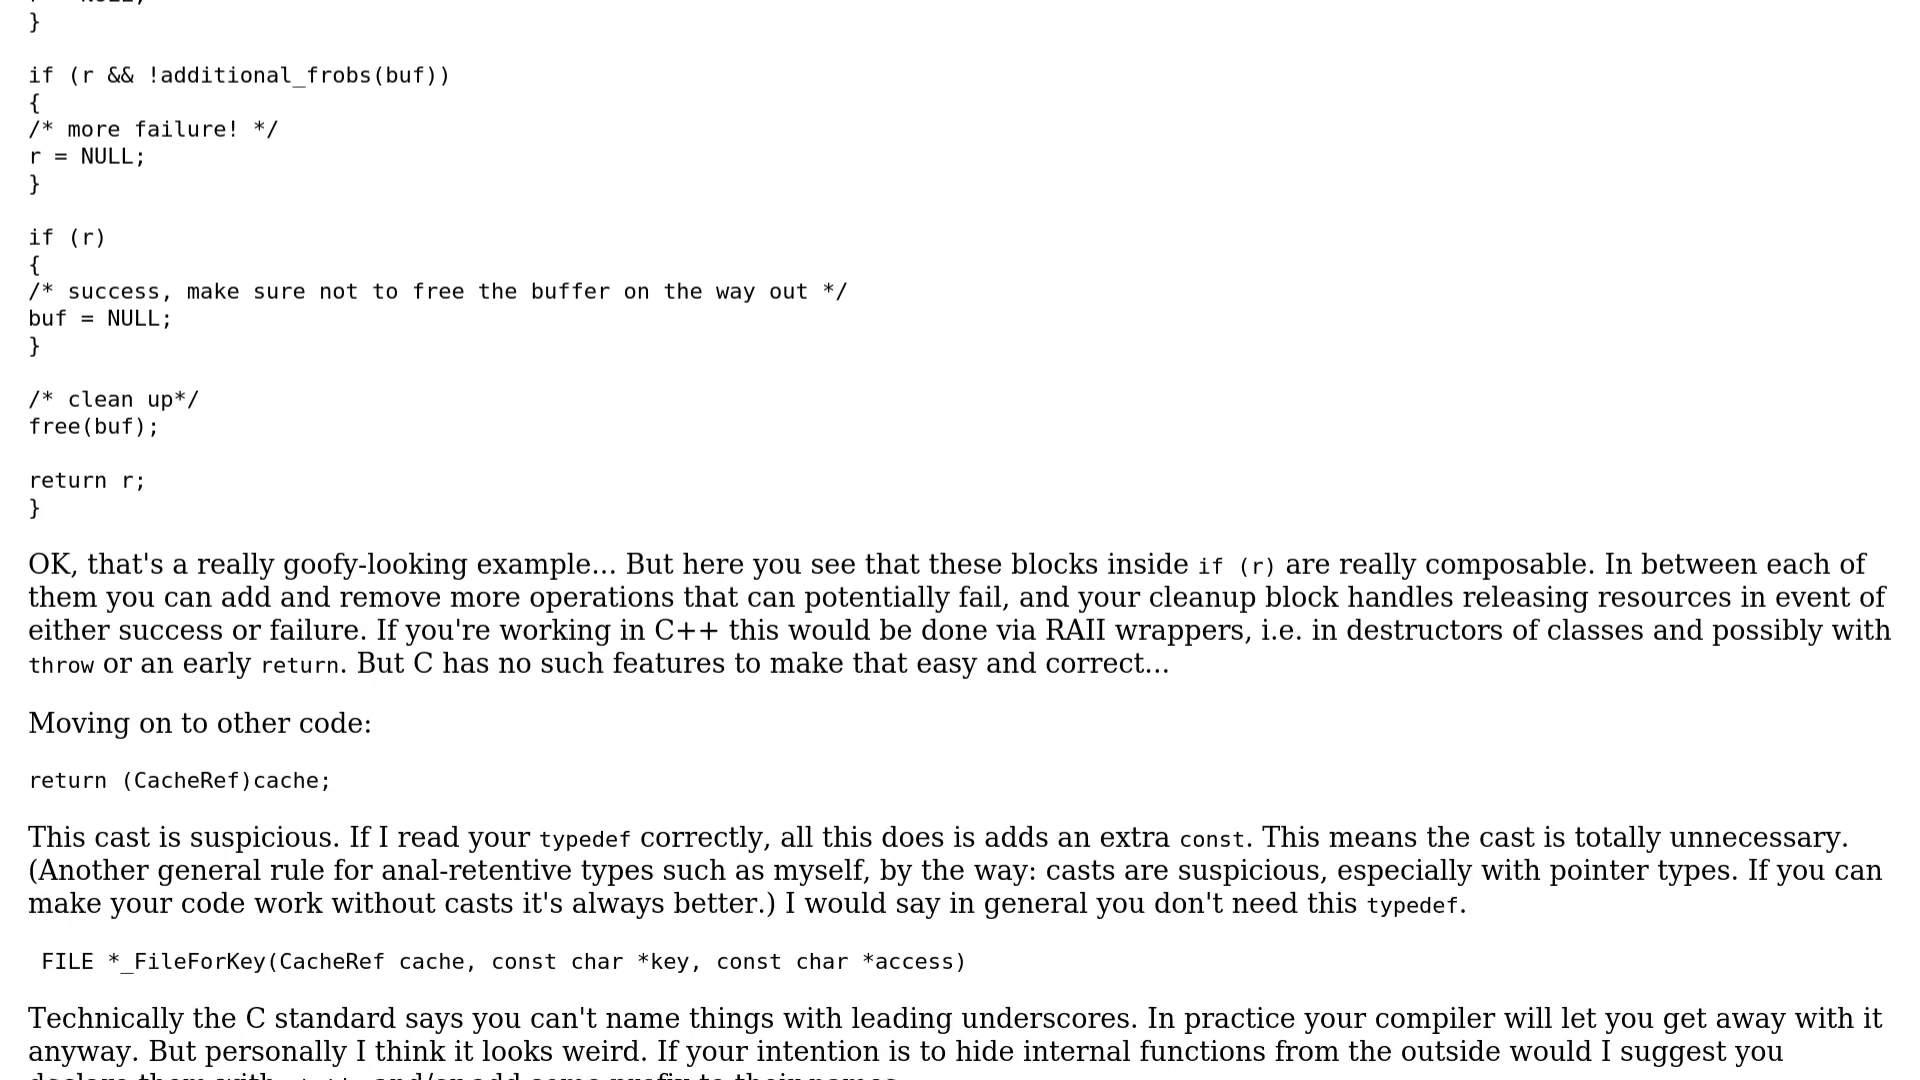 }
if (r && !additional_frobs(buf))
{
/* more failure! */
r = NULL;
}
if (r)
{
/* success, make sure not to free the buffer on the way out */
buf = NULL;
}
/* clean up*/
free(buf);
return r;
}
OK, that's a really goofy-looking example... But here you see that these blocks inside if (r) are really composable. In between each of
them you can add and remove more operations that can potentially fail, and your cleanup block handles releasing resources in event of
either success or failure. If you're working in C++ this would be done via RAII wrappers, i.e. in destructors of classes and possibly with
throw or an early return. But C has no such features to make that easy and correct...
Moving on to other code:
return (CacheRef)cache;
This cast is suspicious. If I read your typedef correctly, all this does is adds an extra const. This means the cast is totally unnecessary.
(Another general rule for anal-retentive types such as myself, by the way: casts are suspicious, especially with pointer types. If you can
make your code work without casts it's always better.) I would say in general you don't need this typedef.
FILE *_FileForKey(CacheRef cache, const char *key, const char *access)
Technically the C standard says you can't name things with leading underscores. In practice your compiler will let you get away with it
anyway. But personally I think it looks weird. If your intention is to hide internal functions from the outside would I suggest you